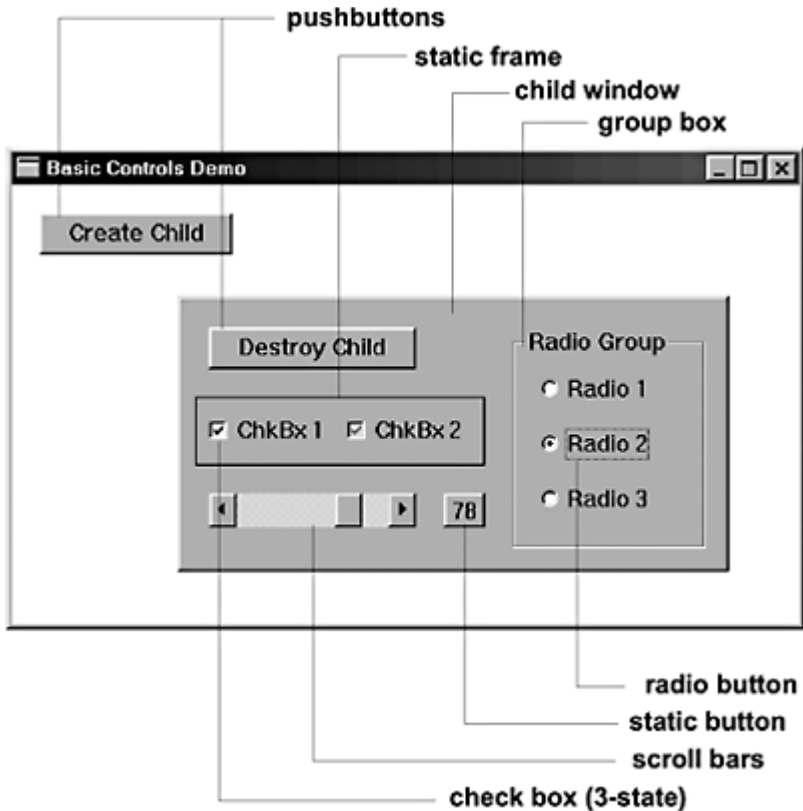 pushbuttons
static frame
child window
group box
Basic Controls Demo
Create Child
Destroy Child
Radio Group
Radio 1
ChkBx 1
ChkBx 2
Radio 2
78
Radio 3
radio button
static button
scroll bars
check box (3-state)